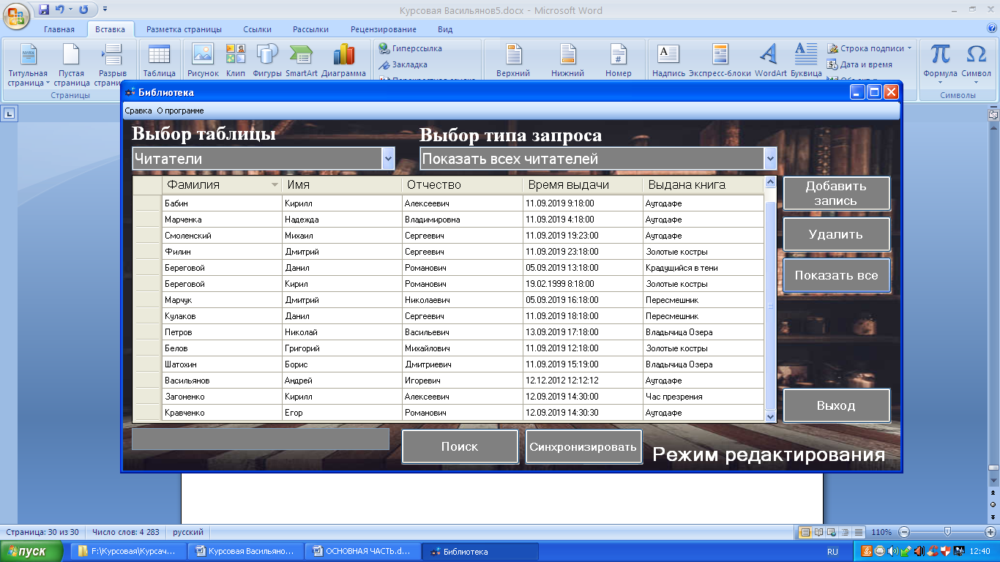 Курсовая Васильянов5.docx - Microsoft Word
Главная Вставка Разметка страницы Ссылки Рассылки Рецензирование Вид
Титульная страница Пустая страница Разрыв Таблица Рисунок Клип Фигуры SmartArt Диаграмма
Гиперссылка
Закладка
Верхний Нижний Номер Надпись Экспресс-блоки WordArt Буквица
Строка подписи
Дата и время
Формула Символ
Страницы
Символы
Библиотека
Сравка О программе
Выбор таблицы Выбор типа запроса
Читатели Показать всех читателей
Фамилия Имя Отчество Время выдачи Выдана книга
Бабин Кирилл Алексеевич 11.09.2019 9:18:00 Аутодафе
Марченка Надежда Владимировна 11.09.2019 4:18:00 Аутодафе
Смоленский Михаил Сергеевич 11.09.2019 19:23:00 Аутодафе
Филин Дмитрий Сергеевич 11.09.2019 23:18:00 Золотые костры
Береговой Данил Романович 05.09.2019 13:18:00 Крадущийся в тени
Береговой Кирил Романович 19.02.1999 8:18:00 Золотые костры
Марчук Дмитрий Николаевич 05.09.2019 16:18:00 Пересмешник
Кулаков Данил Сергеевич 11.09.2019 18:18:00 Пересмешник
Петров Николай Васильевич 13.09.2019 17:18:00 Владычица Озера
Белов Григорий Михайлович 11.09.2019 12:18:00 Золотые костры
Шатохин Борис Дмитриевич 11.09.2019 15:19:00 Владычица Озера
Васильянов Андрей Игоревич 12.12.2012 12:12:12 Аутодафе
Загоненко Кирилл Алексеевич 12.09.2019 14:30:00 Час презрения
Кравченко Егор Романович 12.09.2019 14:30:30 Аутодафе
Добавить
запись
Удалить
Показать все
Выход
Поиск Синхронизировать Режим редактирования
Страница: 30 из 30 Число слов: 4 283 русский 110%
пуск F:\Курсовая\Курсач... Курсовая Васильяно... ОСНОВНАЯ ЧАСТЬ.d... Библиотека RU 12:40